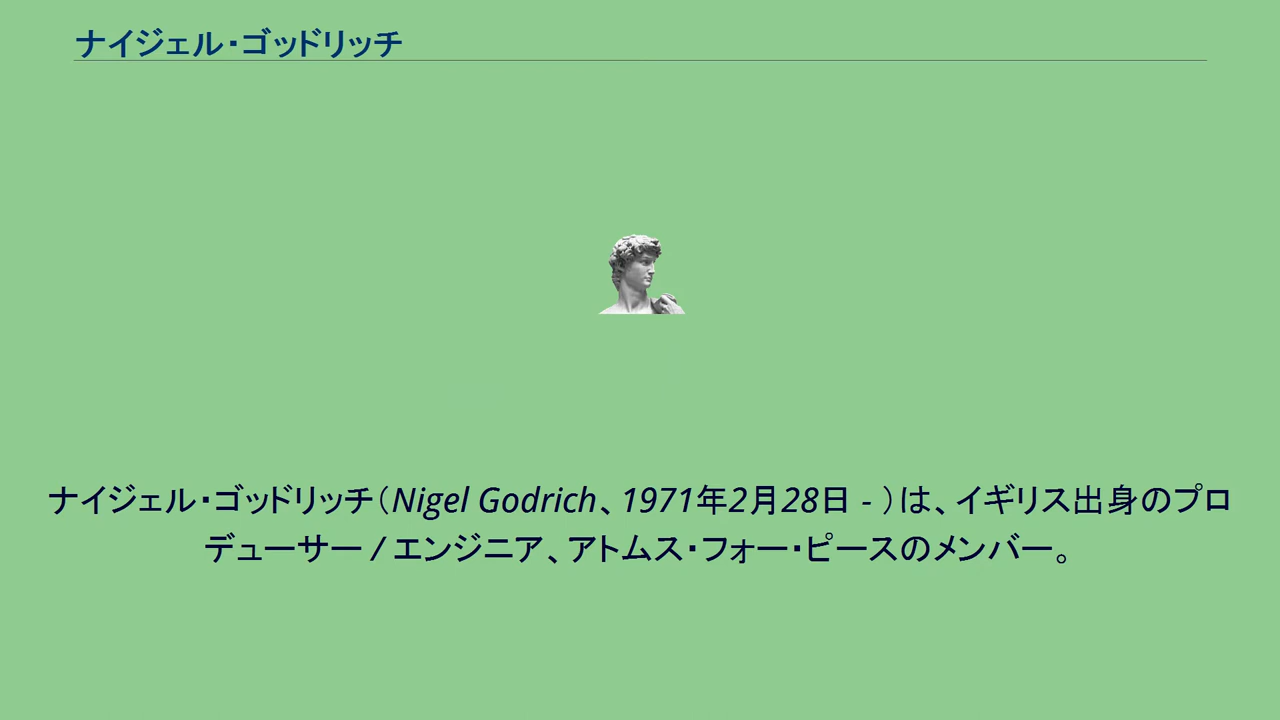 ナイジェル・ゴッドリッチ
ナイジェル・ゴッドリッチ（Nigel Godrich、1971年2月28日 - ）は、イギリス出身のプロ
デューサー / エンジニア、アトムス・フォー・ピースのメンバー。